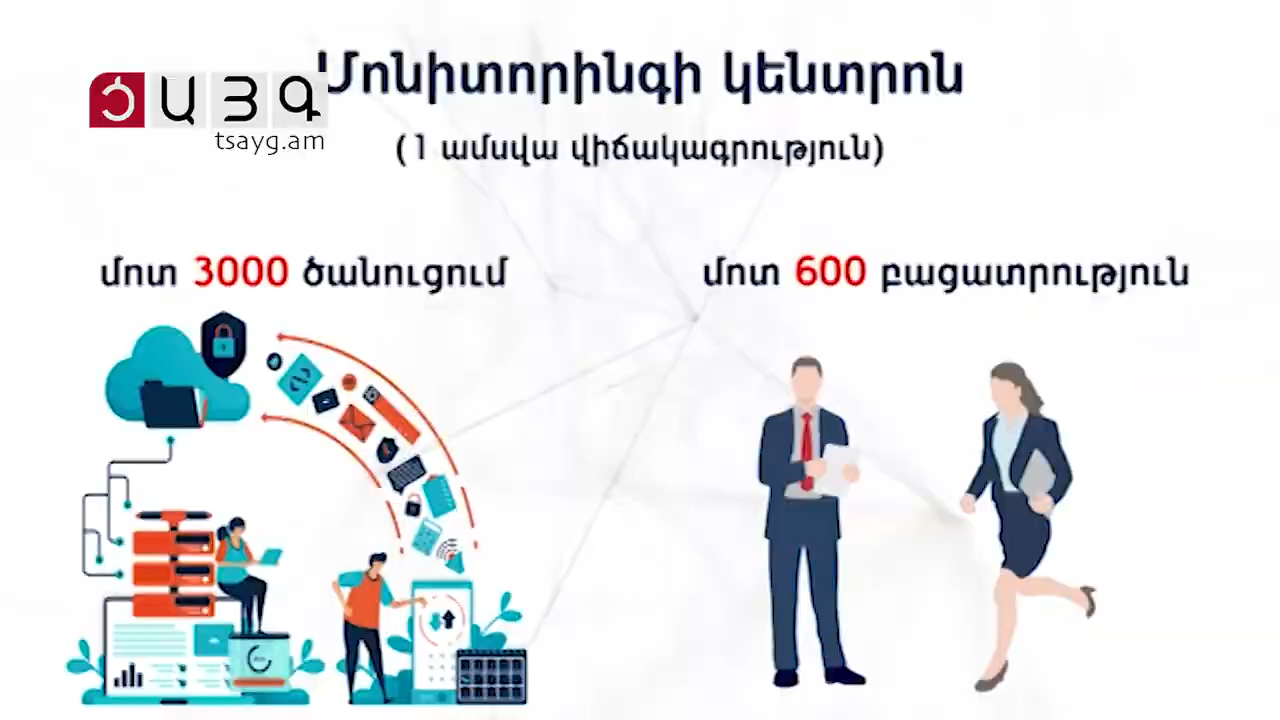 Մոնիտորինգի կենտրոն
ԾԱՅԳ
tsayg.am
(1 ամսվա վիճակագրություն)
մոտ 3000 ծանուցում
մոտ 600 բացատրություն